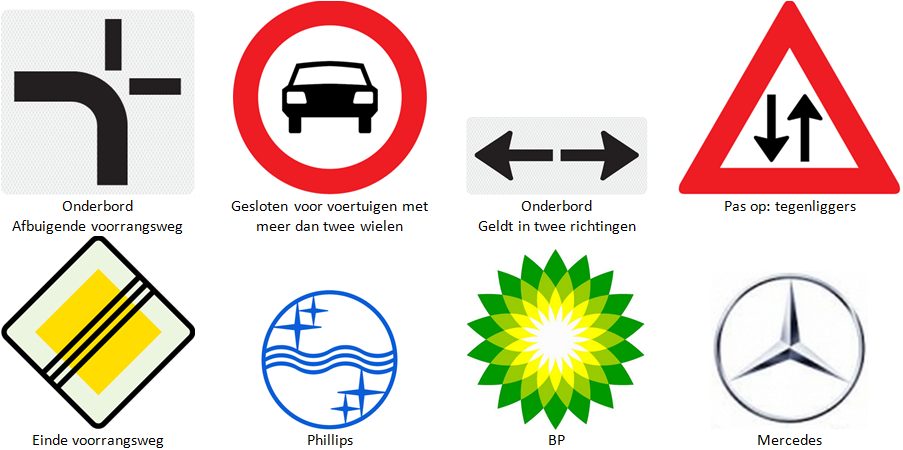 Onderbord
Afbuigende voorrangsweg
Gesloten voor voertuigen met
meer dan twee wielen
Onderbord
Geldt in twee richtingen
Pas op: tegenliggers
Einde voorrangsweg
Phillips
BP
Mercedes